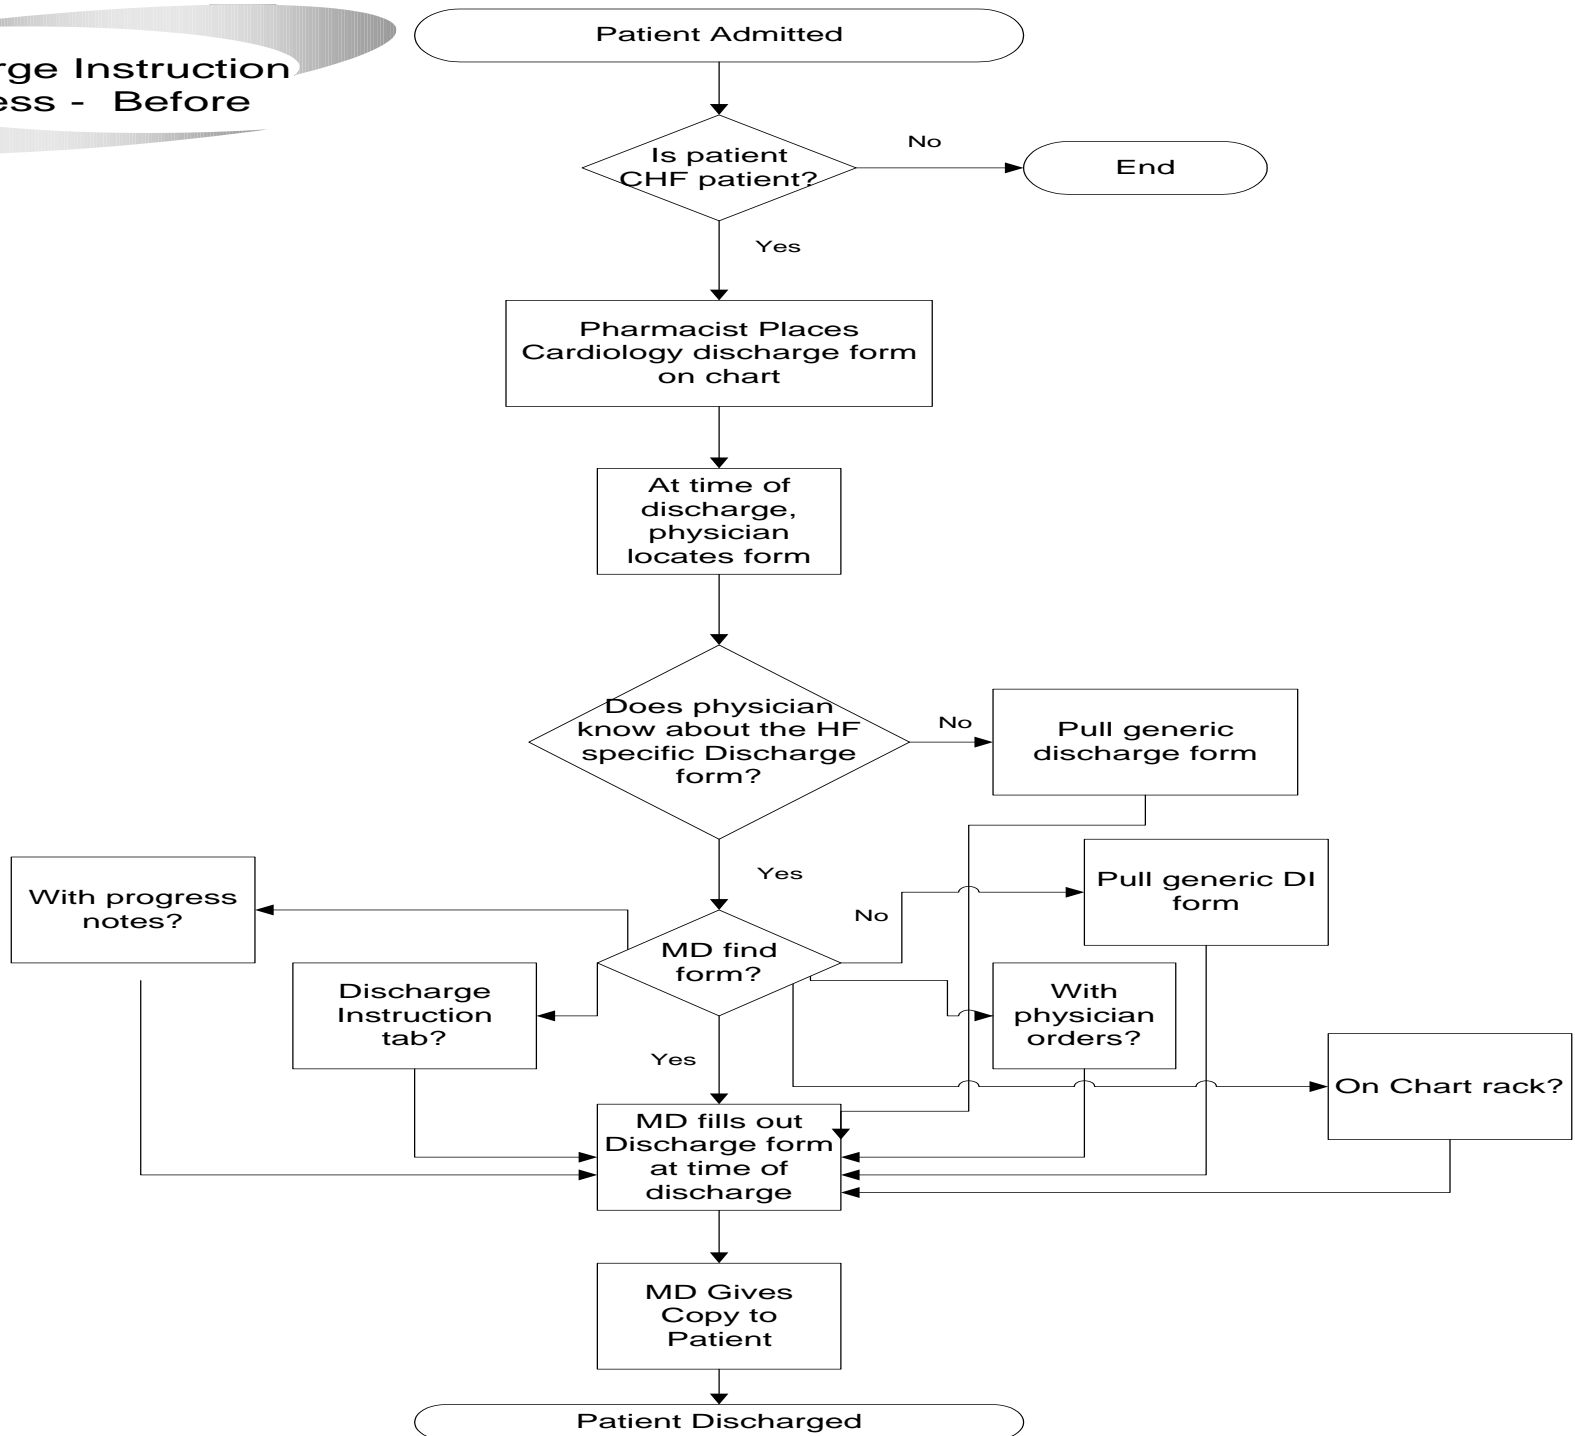 Patient Admitted
rge Instruction
ess - Before
Is patient
CHF patient?
No
End
Yes
Pharmacist Places
Cardiology discharge form
on chart
At time of
discharge,
physician
locates form
Does physician
know about the HF
specific Discharge
form?
No
Pull generic
discharge form
Yes
With progress
notes?
MD find
form?
No
Pull generic DI
form
Discharge
Instruction
tab?
With
physician
orders?
Yes
On Chart rack?
MD fills out
Discharge form
at time of
discharge
MD Gives
Copy to
Patient
Patient Discharged